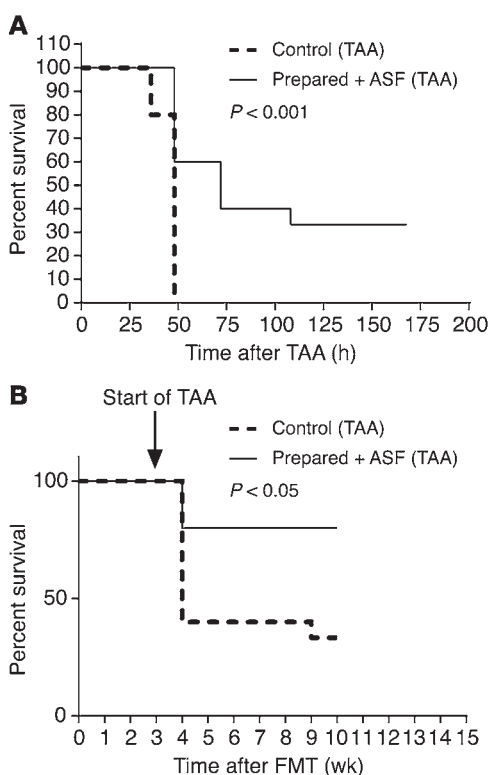 A
110
100
90
80
70
60
50
40
30
20
10
0
Percent survival
0 25 50 75 100 125 150 175 200
Time after TAA (h)
Control (TAA)
Prepared + ASF (TAA)
P < 0.001
B
Start of TAA
Control (TAA)
Prepared + ASF (TAA)
P < 0.05
100
50
0
Percent survival
0 1 2 3 4 5 6 7 8 9 10 11 12 13 14 15
Time after FMT (wk)